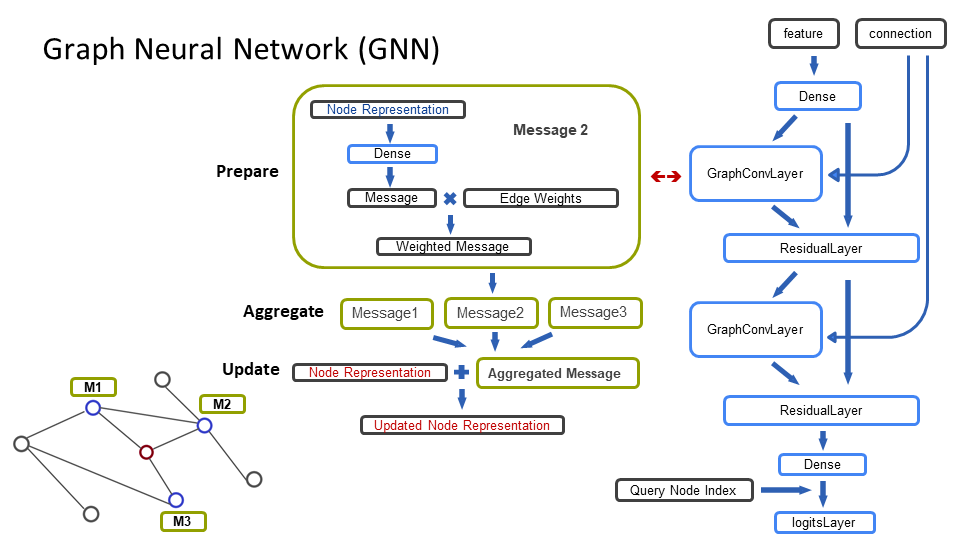 Graph Neural Network (GNN)
Prepare
Node Representation
Message 2
Dense
Message
Edge Weights
Weighted Message
Aggregate
Message1
Message2
Message3
Update
Node Representation
Aggregated Message
Updated Node Representation
M1
M2
M3
feature
connection
Dense
GraphConvLayer
ResidualLayer
GraphConvLayer
ResidualLayer
Dense
Query Node Index
logitsLayer